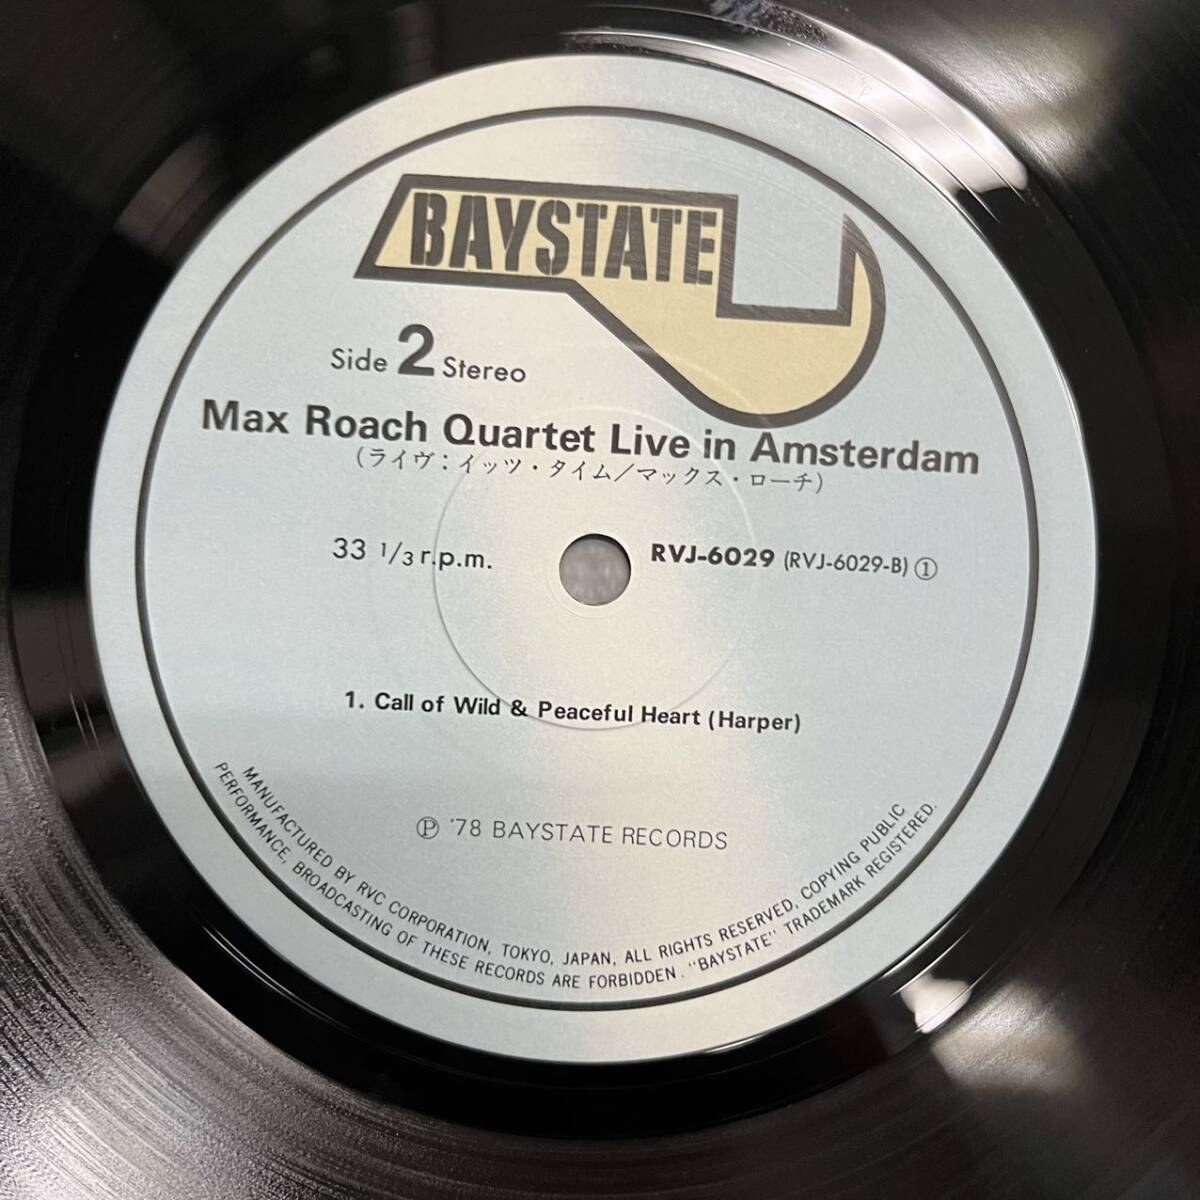 BAYSTATE
Side 2 Stereo
Max Roach Quartet Live in Amsterdam
(ライヴ：イッツ・タイム／マックス・ローチ)
33 1/3 r.p.m.
RVJ-6029 (RVJ-6029-B) ①
1. Call of Wild & Peaceful Heart (Harper)
Ⓟ '78 BAYSTATE RECORDS
MANUFACTURED BY RVC CORPORATION, TOKYO, JAPAN, ALL RIGHTS RESERVED, COPYING PUBLIC
PERFORMANCE, BROADCASTING OF THESE RECORDS ARE FORBIDDEN. "BAYSTATE" TRADEMARK REGISTERED.